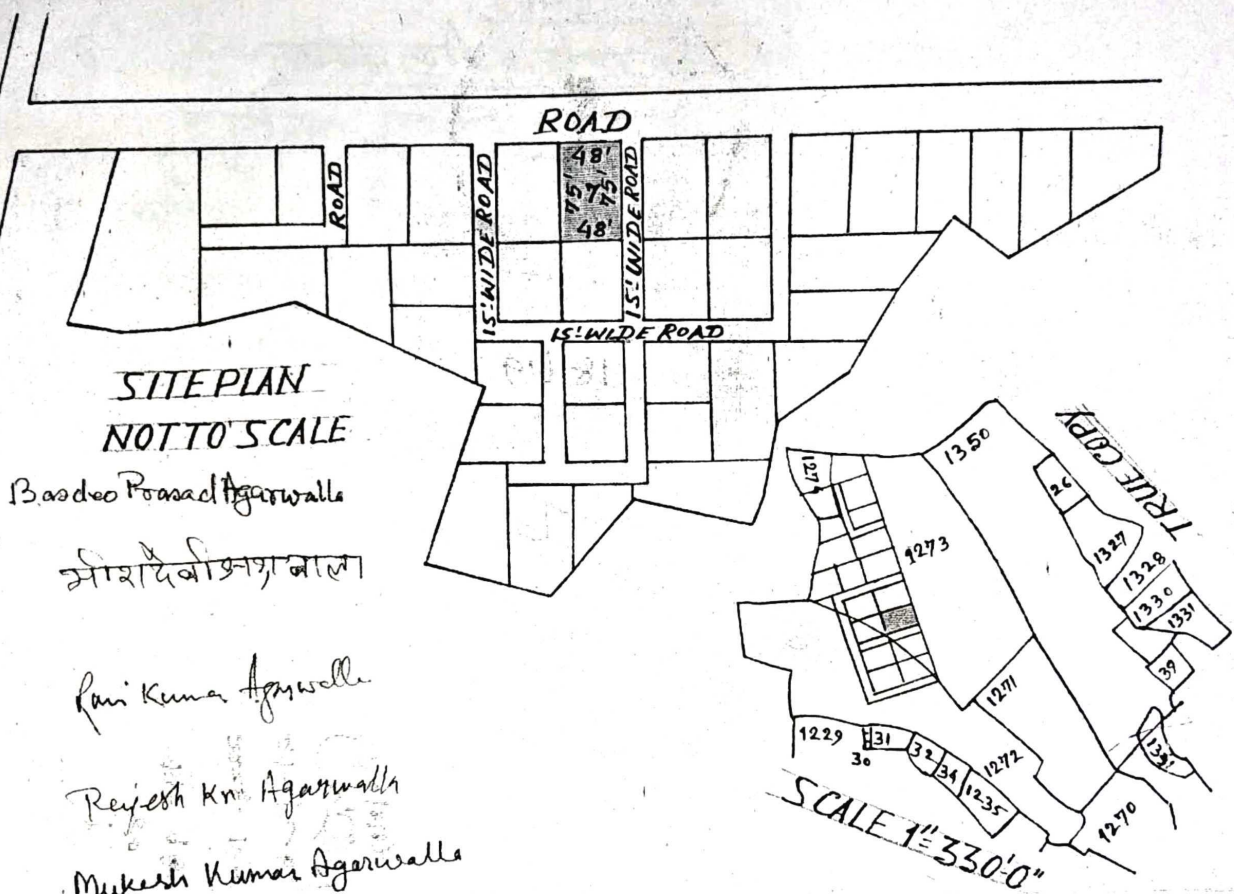 ROAD
48'
75' 7 75'
48'
ROAD
15' WIDE ROAD
15' WIDE ROAD
15' WIDE ROAD
SITE PLAN
NOT TO SCALE
Basdeo Prasad Agarwalla
Ravi Kumar Agarwalla
Rajesh Kr. Agarwalla
Mukesh Kumar Agarwalla
TRUE COPY
1350
1274
26
1273
1327
1328
1330
1331
39
1271
1229
30
31
32
34
1235
1272
1270
SCALE 1"=330'-0"